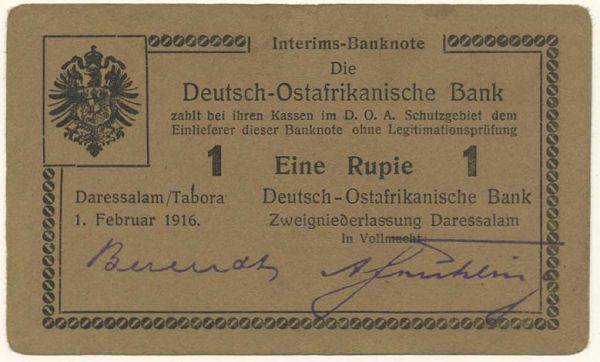 Interims-Banknote
Die
Deutsch-Ostafrikanische Bank
zahlt bei ihren Kassen im D. O. A. Schutzgebiet dem
Einlieferer dieser Banknote ohne Legitimationsprüfung
1 Eine Rupie 1
Daressalam/Tabora
1. Februar 1916.
Deutsch-Ostafrikanische Bank
Zweigniederlassung Daressalam
In Vollmacht:
Berendt